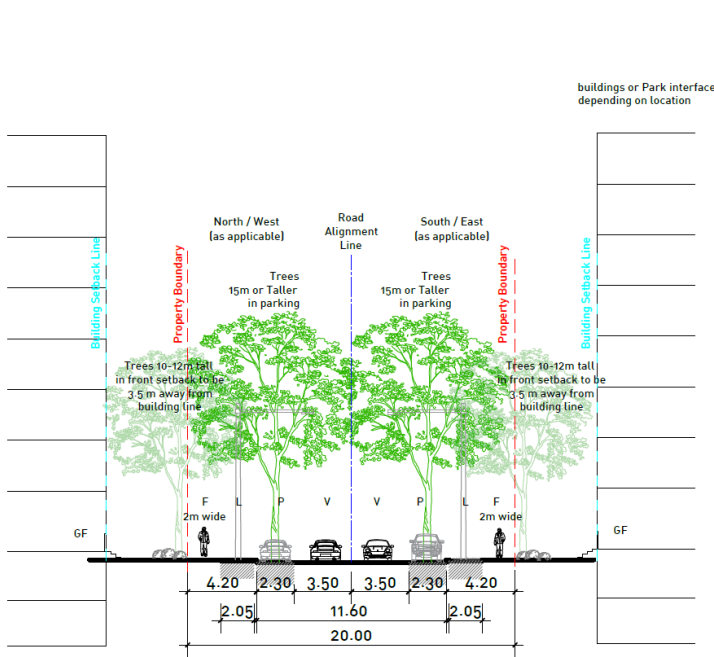 buildings or Park interface
depending on location
North / West
(as applicable)
Road
Alignment
Line
South / East
(as applicable)
Building Setback Line
Property Boundary
Property Boundary
Building Setback Line
Trees
15m or Taller
in parking
Trees
15m or Taller
in parking
Trees 10-12m tall
in front setback to be
3.5 m away from
building line
Trees 10-12m tall
in front setback to be
3.5 m away from
building line
F L P V V P L F
2m wide
2m wide
GF
GF
4.20 2.30 3.50 3.50 2.30 4.20
2.05 11.60 2.05
20.00